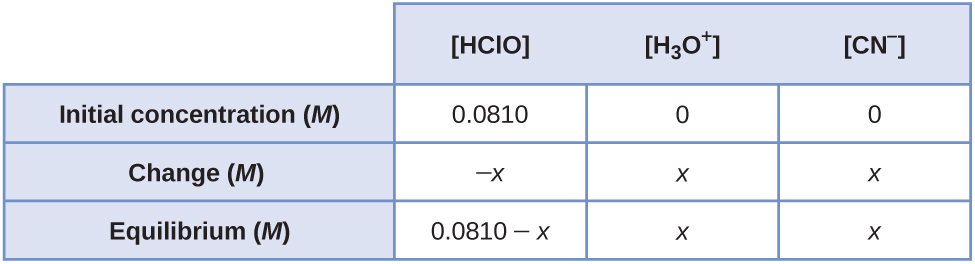 [HClO] [H₃O⁺] [CN⁻]
Initial concentration (M) 0.0810 0 0
Change (M) −x x x
Equilibrium (M) 0.0810 − x x x